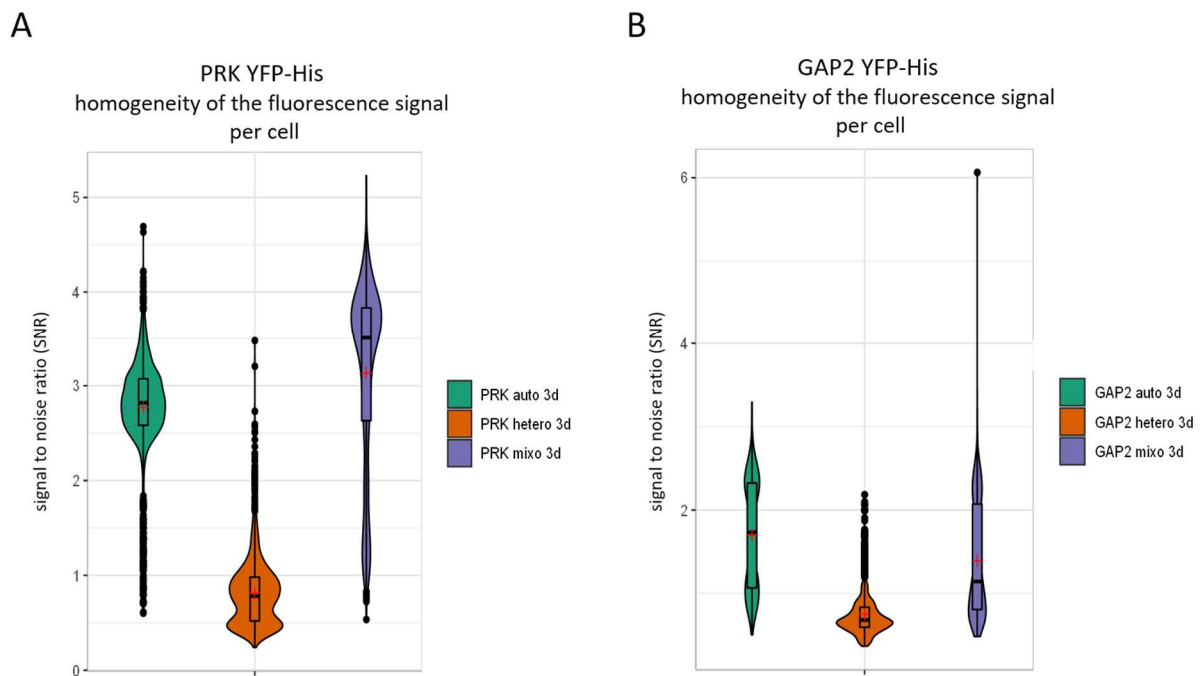 A
PRK YFP-His
homogeneity of the fluorescence signal
per cell
signal to noise ratio (SNR)
5
4
3
2
1
0
PRK auto 3d
PRK hetero 3d
PRK mixo 3d
B
GAP2 YFP-His
homogeneity of the fluorescence signal
per cell
signal to noise ratio (SNR)
6
4
2
GAP2 auto 3d
GAP2 hetero 3d
GAP2 mixo 3d